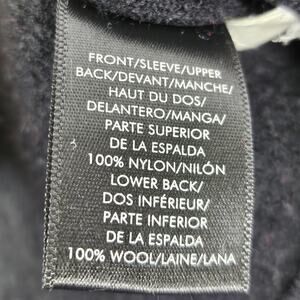 FRONT/SLEEVE/UPPER
BACK/DEVANT/MANCHE/
HAUT DU DOS/
DELANTERO/MANGA/
PARTE SUPERIOR
DE LA ESPALDA
100% NYLON/NILÓN
LOWER BACK/
DOS INFÉRIEUR/
PARTE INFERIOR
DE LA ESPALDA
100% WOOL/LAINE/LANA